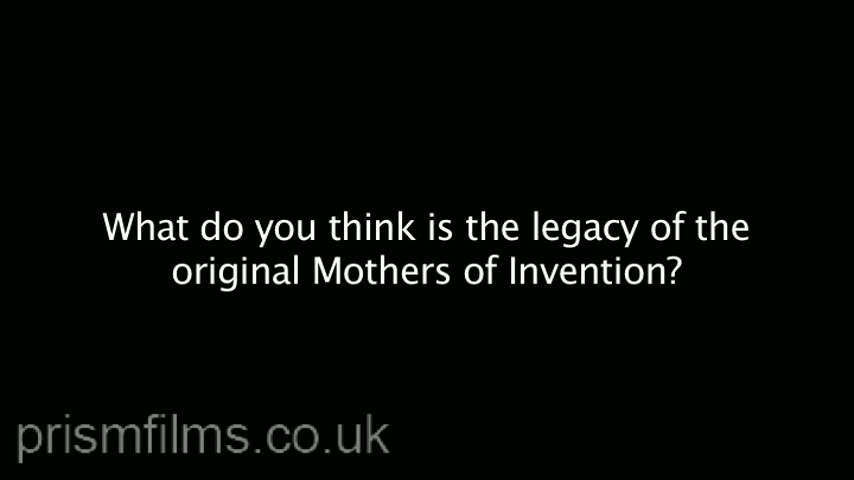 What do you think is the legacy of the
original Mothers of Invention?
prismfilms.co.uk